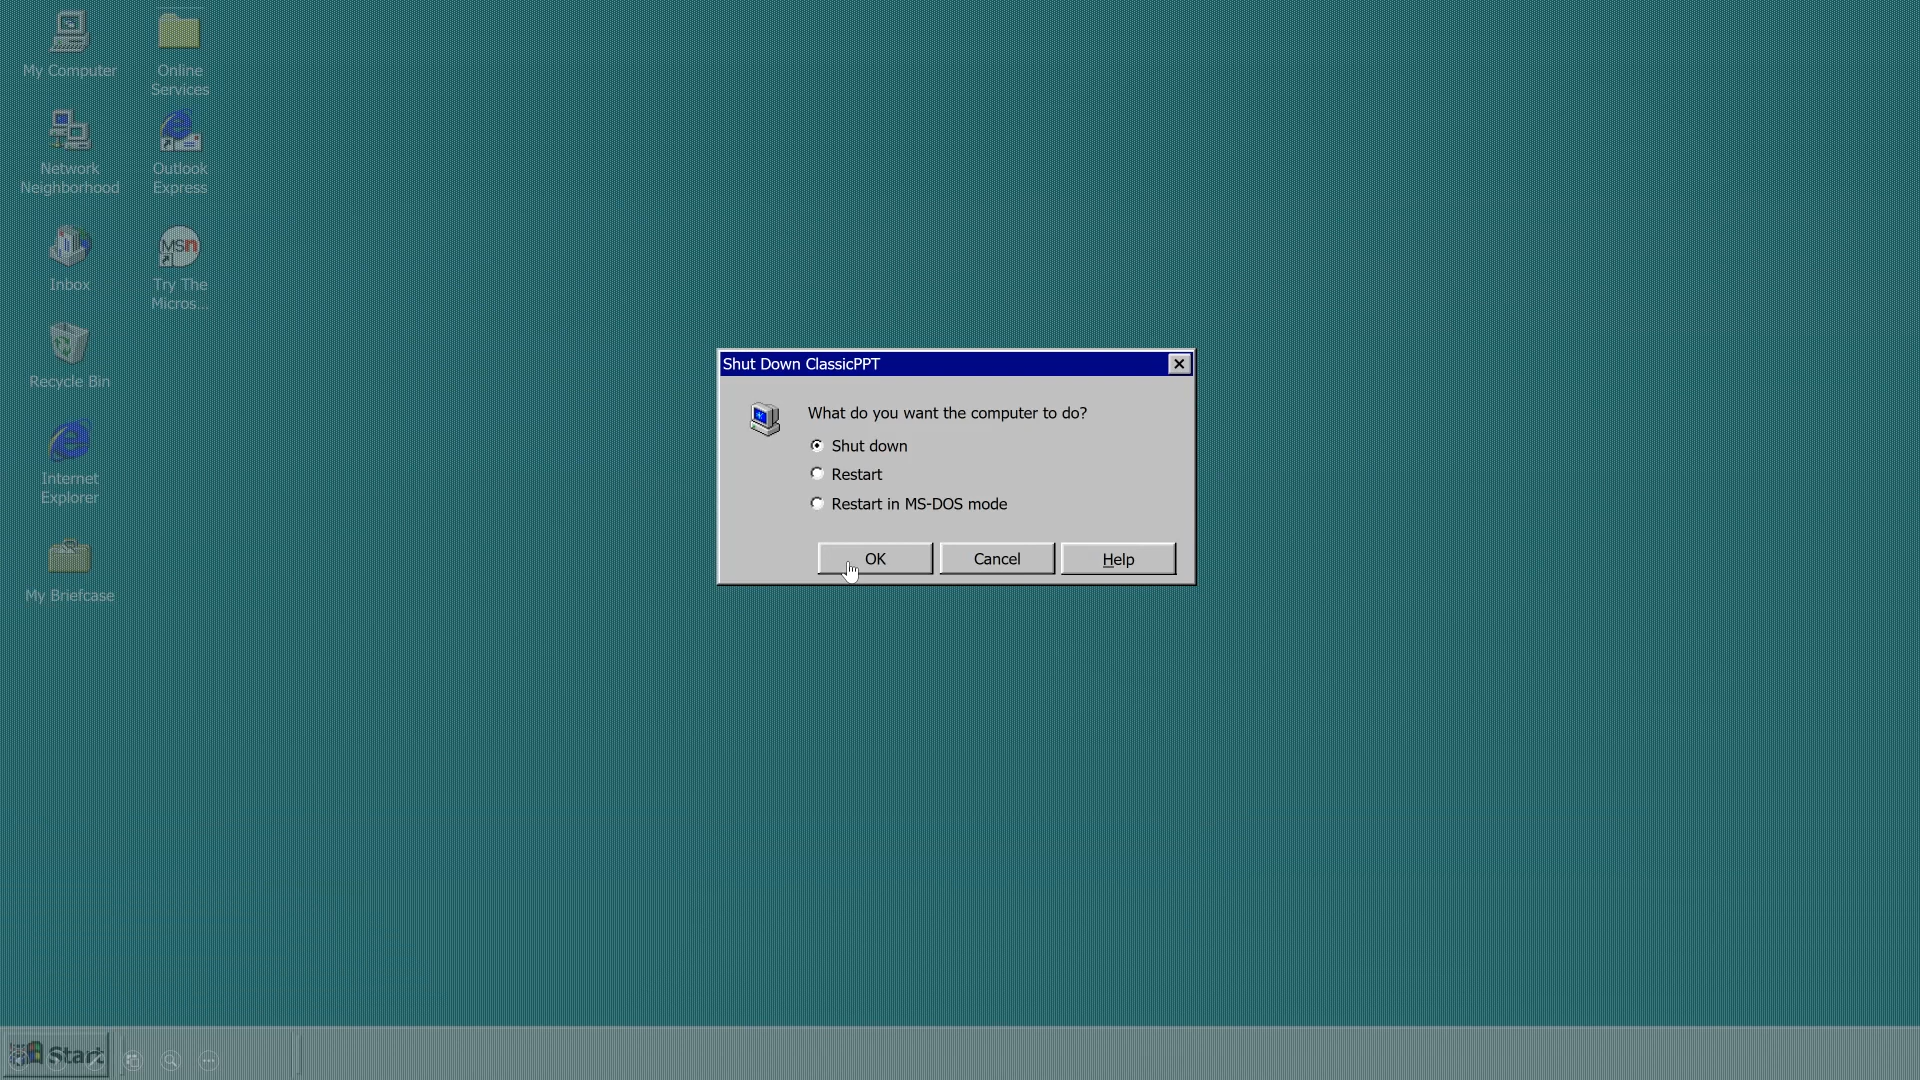 My Computer
Online
Services
Network
Neighborhood
Outlook
Express
Inbox
MSn
Try The
Micros...
Recycle Bin
Internet
Explorer
My Briefcase
Shut Down ClassicPPT
What do you want the computer to do?
Shut down
Restart
Restart in MS-DOS mode
OK
Cancel
Help
Start